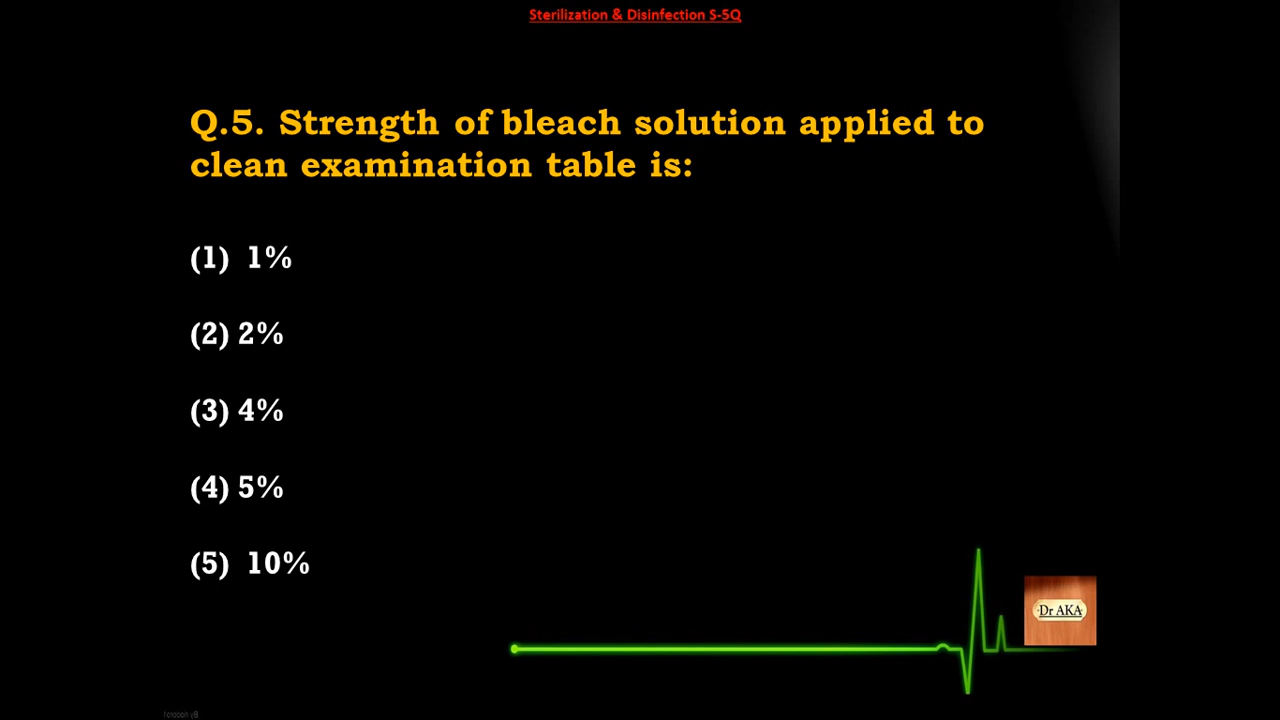 Sterilization & Disinfection S-5Q
Q.5. Strength of bleach solution applied to
clean examination table is:
(1) 1%
(2) 2%
(3) 4%
(4) 5%
(5) 10%
Dr AKA